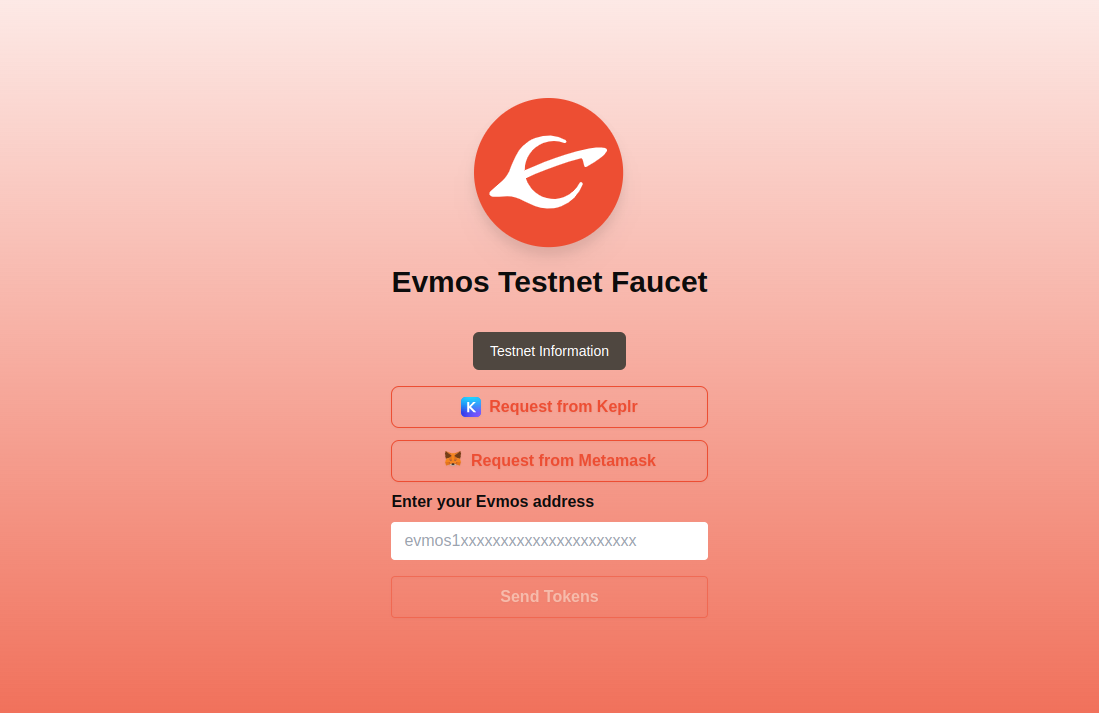 Evmos Testnet Faucet
Testnet Information
K Request from Keplr
Request from Metamask
Enter your Evmos address
evmos1xxxxxxxxxxxxxxxxxxxxxx
Send Tokens